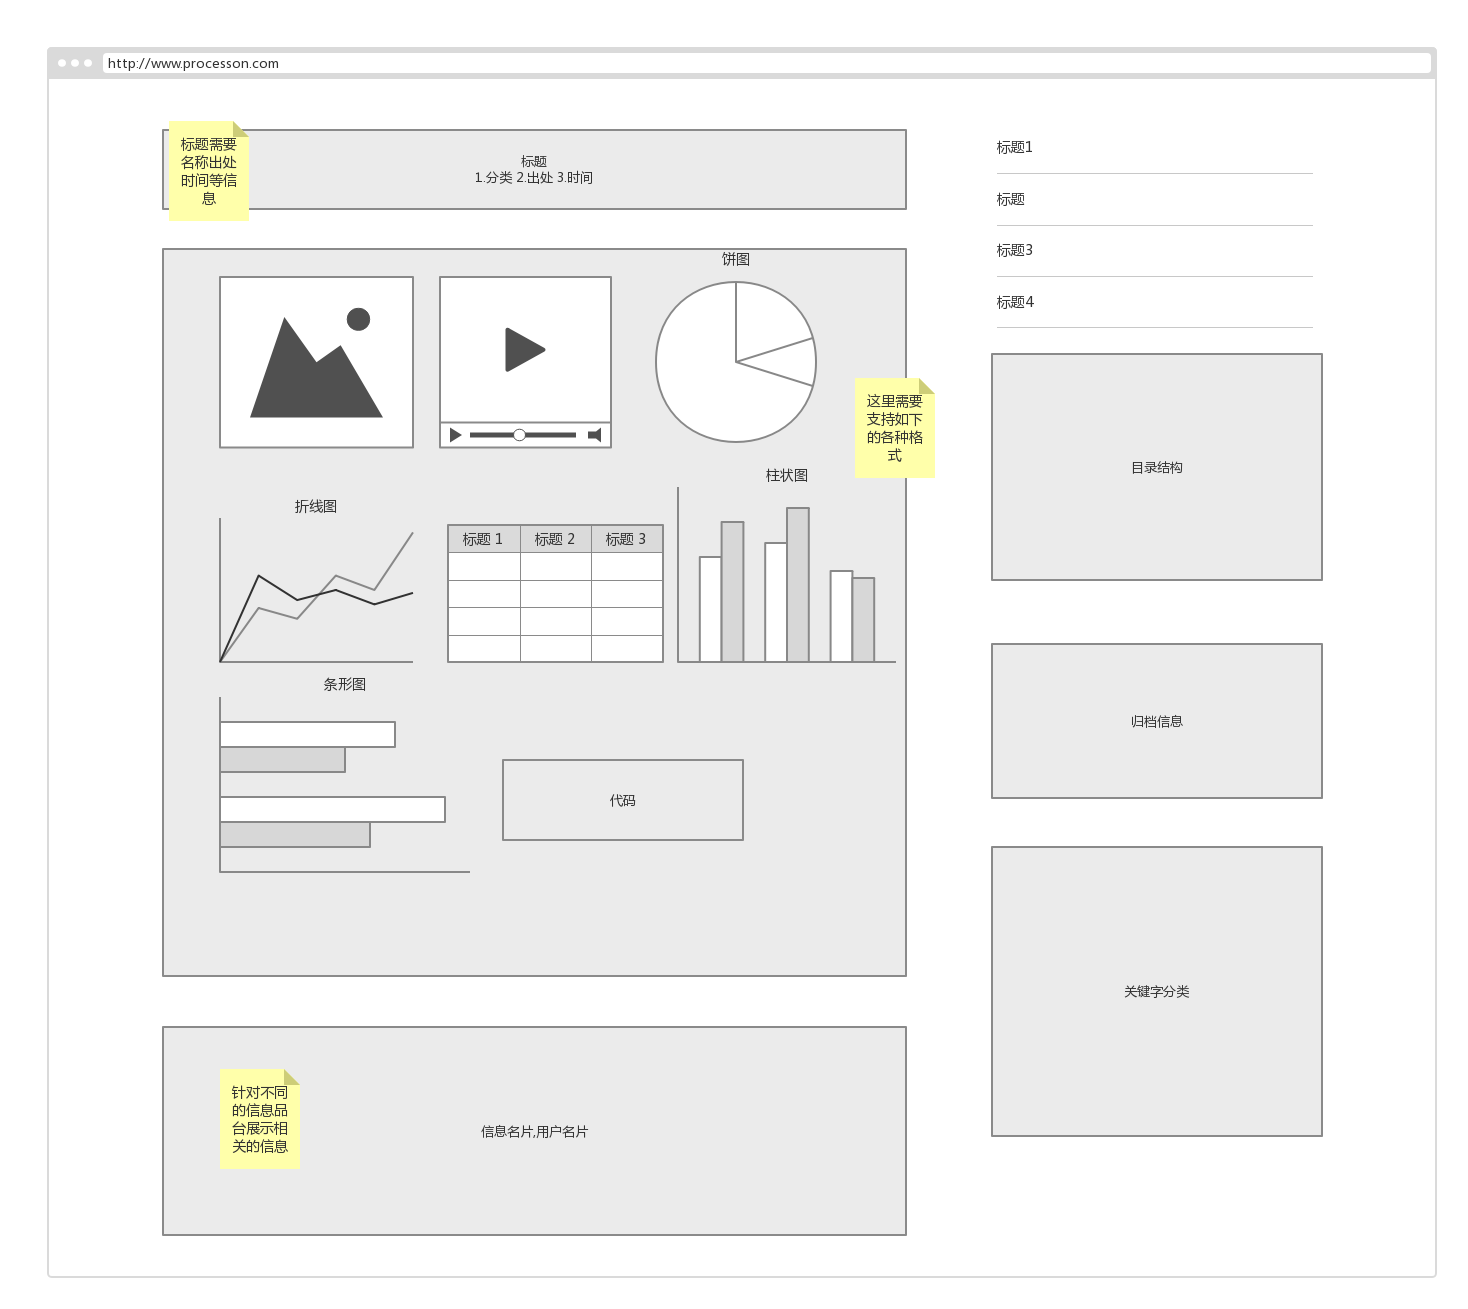 http://www.processon.com
标题需要
名称出处
时间等信
息
标题
1.分类 2.出处 3.时间
饼图
这里需要
支持如下
的各种格
式
折线图
标题 1 标题 2 标题 3
柱状图
条形图
代码
针对不同
的信息品
台展示相
关的信息
信息名片,用户名片
标题1
标题
标题3
标题4
目录结构
归档信息
关键字分类